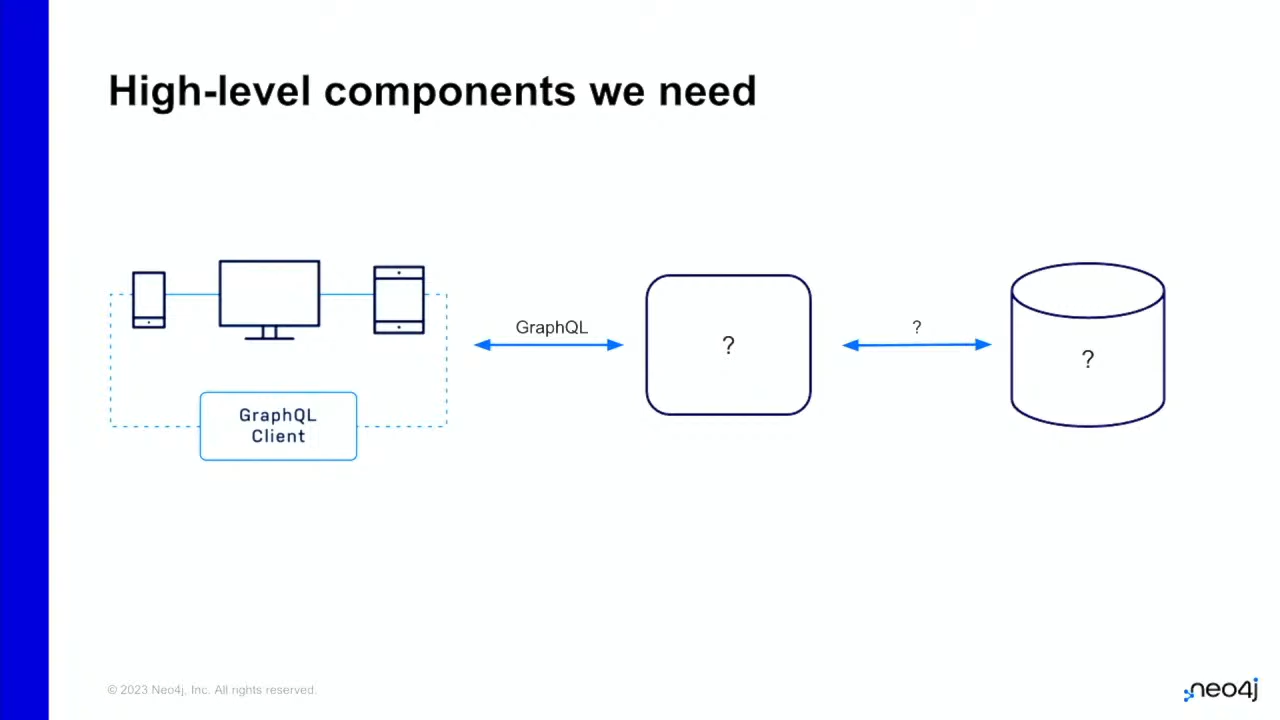 High-level components we need
GraphQL
Client
GraphQL
?
?
?
© 2023 Neo4j, Inc. All rights reserved.
neo4j